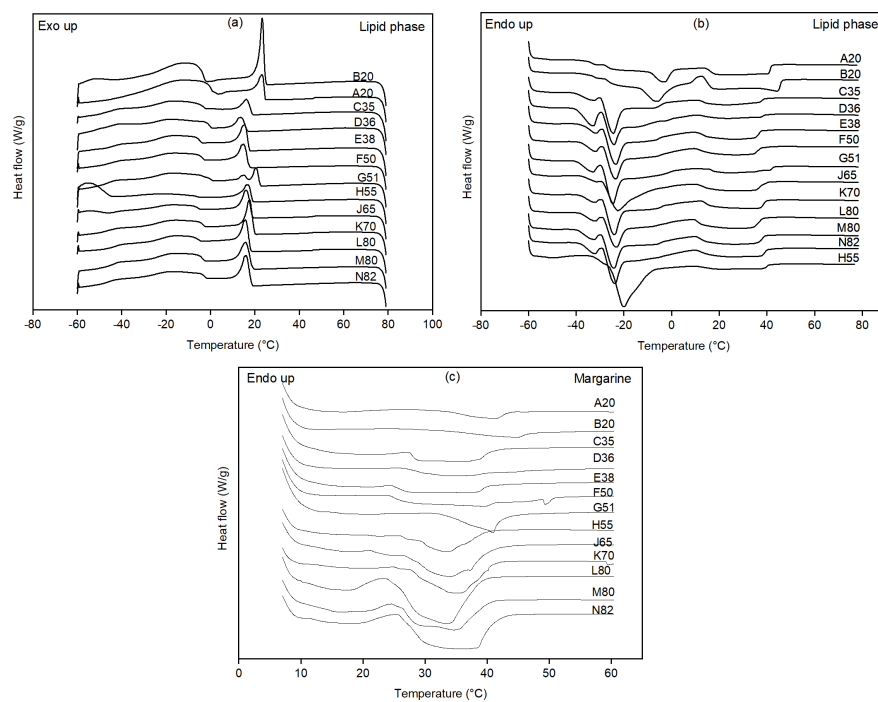 Exo up (a) Lipid phase
B20
A20
C35
D36
E38
F50
G51
H55
J65
K70
L80
M80
N82
Heat flow (W/g)
-80 -60 -40 -20 0 20 40 60 80 100
Temperature (°C)
Endo up (b) Lipid phase
A20
B20
C35
D36
E38
F50
G51
J65
K70
L80
M80
N82
H55
Heat flow (W/g)
-80 -60 -40 -20 0 20 40 60 80
Temperature (°C)
Endo up (c) Margarine
A20
B20
C35
D36
E38
F50
G51
H55
J65
K70
L80
M80
N82
Heat flow (W/g)
0 10 20 30 40 50 60
Temperature (°C)